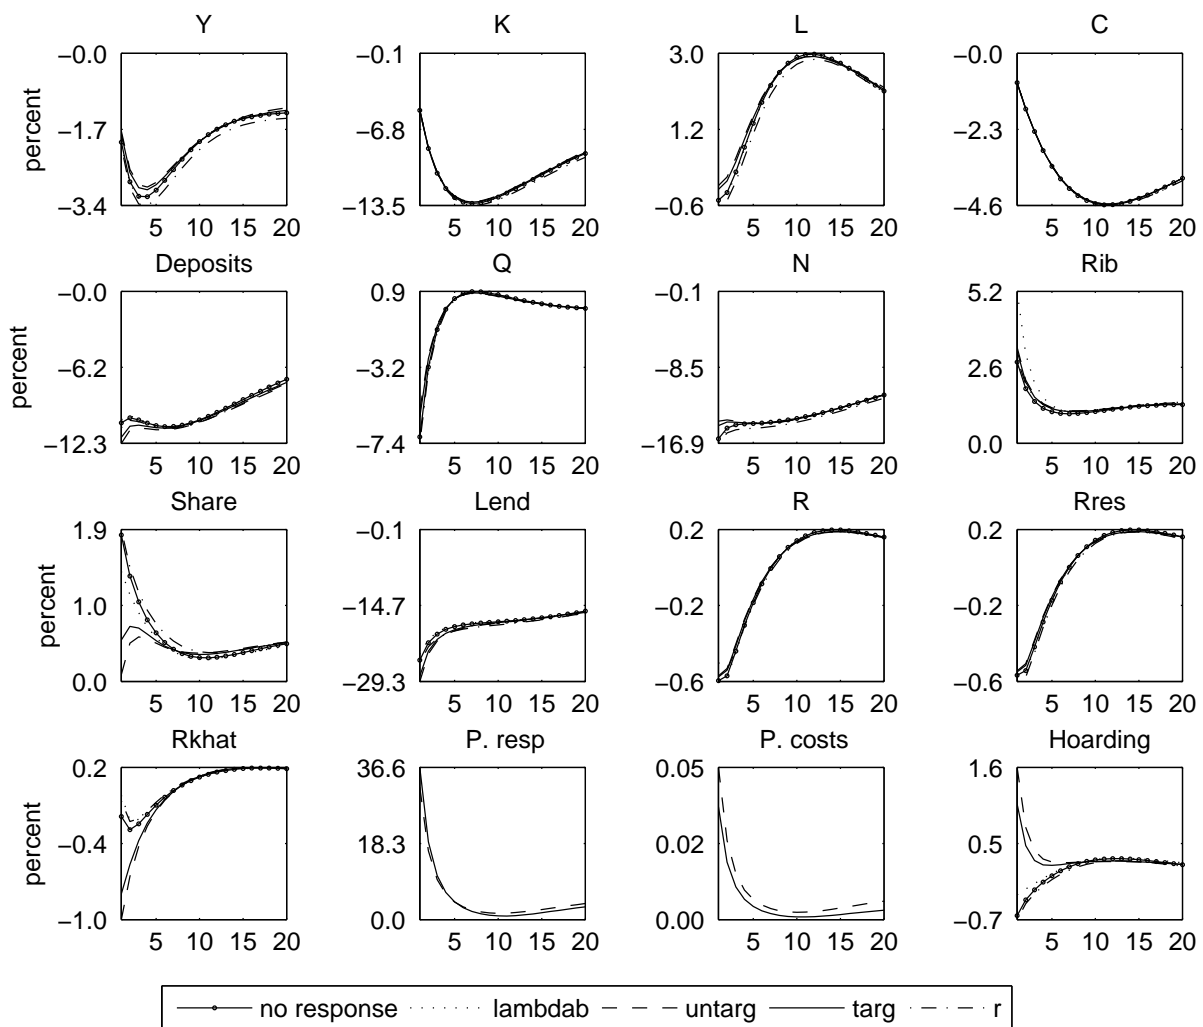 Y K L C
−0.0 −0.1 3.0 −0.0
percent −1.7 −6.8 1.2 −2.3
−3.4 −13.5 −0.6 −4.6
5 10 15 20 5 10 15 20 5 10 15 20 5 10 15 20
Deposits Q N Rib
−0.0 0.9 −0.1 5.2
percent −6.2 −3.2 −8.5 2.6
−12.3 −7.4 −16.9 0.0
5 10 15 20 5 10 15 20 5 10 15 20 5 10 15 20
Share Lend R Rres
1.9 −0.1 0.2 0.2
percent 1.0 −14.7 −0.2 −0.2
0.0 −29.3 −0.6 −0.6
5 10 15 20 5 10 15 20 5 10 15 20 5 10 15 20
Rkhat P. resp P. costs Hoarding
0.2 36.6 0.05 1.6
percent −0.4 18.3 0.02 0.5
−1.0 0.0 0.00 −0.7
5 10 15 20 5 10 15 20 5 10 15 20 5 10 15 20
no response lambdab untarg targ r